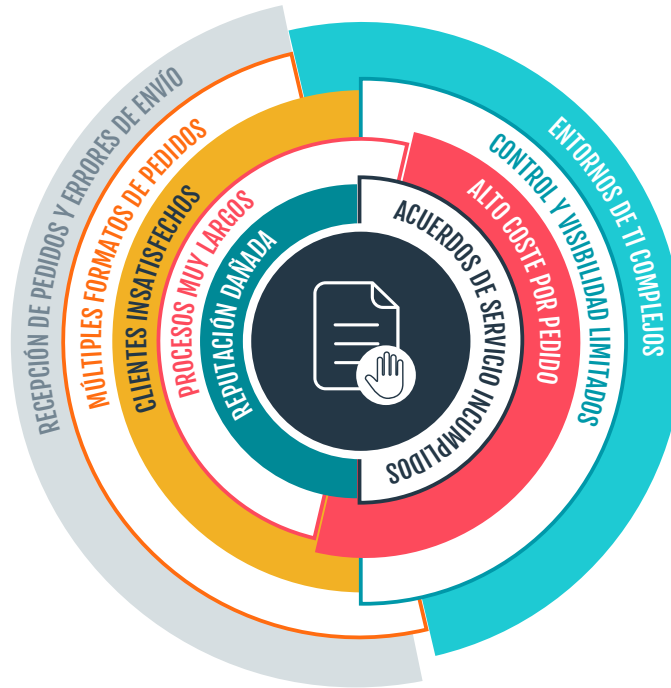 RECEPCIÓN DE PEDIDOS Y ERRORES DE ENVÍO
MÚLTIPLES FORMATOS DE PEDIDOS
CLIENTES INSATISFECHOS
PROCESOS MUY LARGOS
REPUTACIÓN DAÑADA
ACUERDOS DE SERVICIO INCUMPLIDOS
ALTO COSTE POR PEDIDO
CONTROL Y VISIBILIDAD LIMITADOS
ENTORNOS DE TI COMPLEJOS